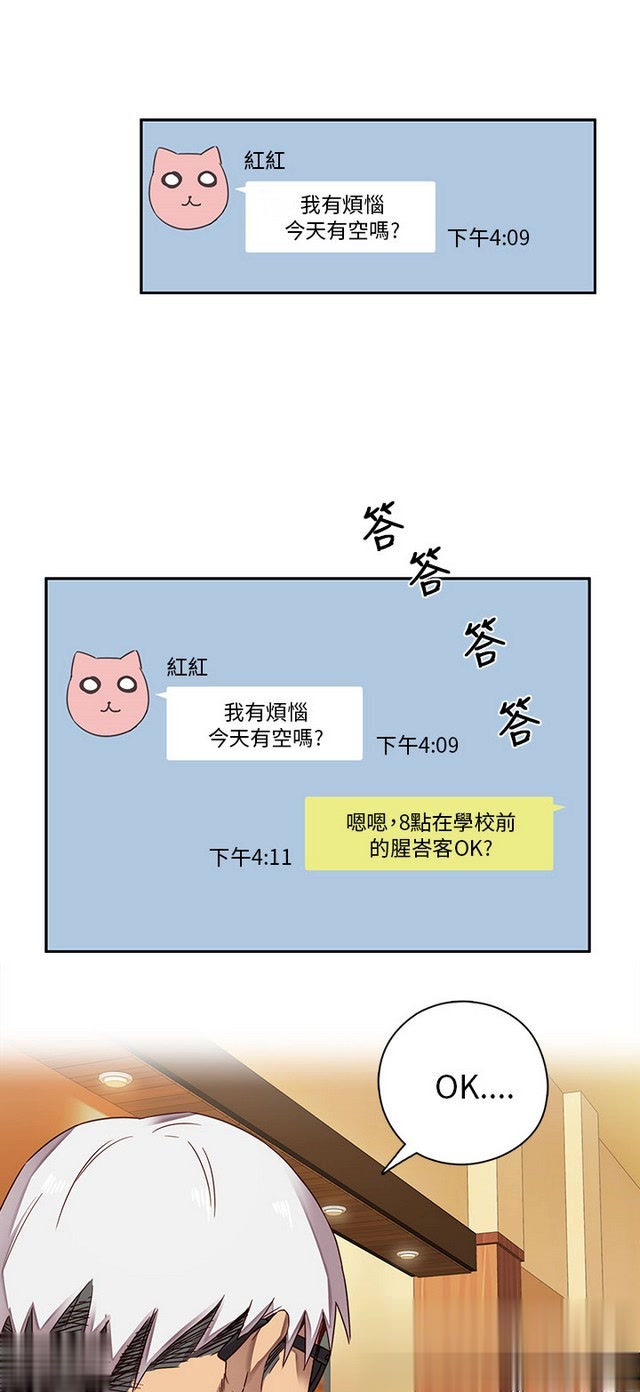 紅紅
我有煩惱
今天有空嗎?
下午4:09
答
答
答
答
紅紅
我有煩惱
今天有空嗎?
下午4:09
嗯嗯，8點在學校前
的腥峇客OK?
下午4:11
OK....